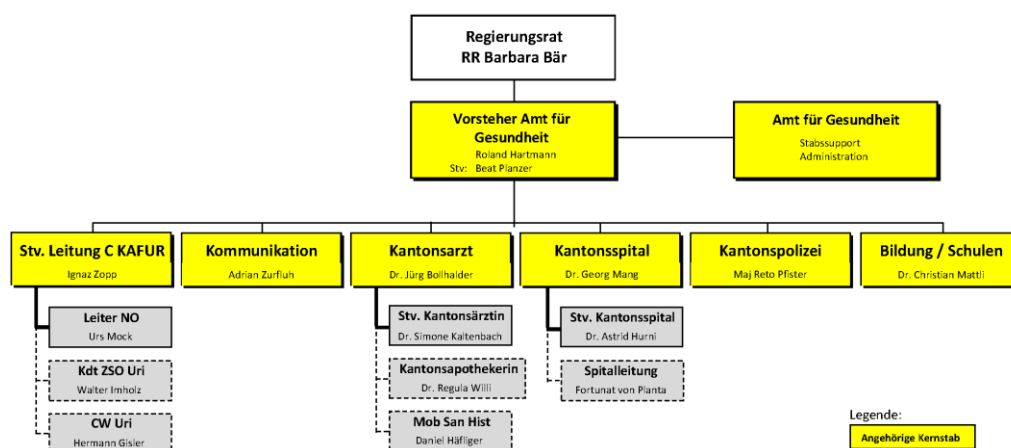 Regierungsrat
RR Barbara Bär
Vorsteher Amt für
Gesundheit
Roland Hartmann
Stv: Beat Planzer
Amt für Gesundheit
Stabssupport
Administration
Stv. Leitung C KAFUR
Ignaz Zopp
Kommunikation
Adrian Zurfluh
Kantonsarzt
Dr. Jürg Bollhalder
Kantonsspital
Dr. Georg Mang
Kantonspolizei
Maj Reto Pfister
Bildung / Schulen
Dr. Christian Mattli
Leiter NO
Urs Mock
Kdt ZSO Uri
Walter Imholz
CW Uri
Hermann Gisler
Stv. Kantonsärztin
Dr. Simone Kaltenbach
Kantonsapothekerin
Dr. Regula Willi
Mob San Hist
Daniel Häfliger
Stv. Kantonsspital
Dr. Astrid Hurni
Spitalleitung
Fortunat von Planta
Legende:
Angehörige Kernstab